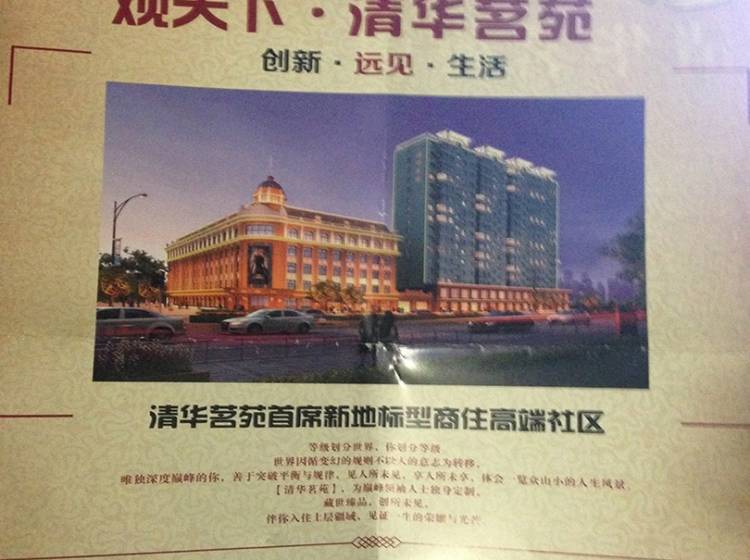 观天下·清华茗苑
创新·远见·生活
清华茗苑首席新地标型商住高端社区
等级划分世界，你划分等级
世界因循变幻的规则不以人的意志为转移，
唯独深度巅峰的你，善于突破平衡与规律，见人所未见，享人所未享，体会一览众山小的人生风景，
【清华茗苑】，为巅峰领袖人士独身定制，
藏世臻品，创所未见，
伴你入住上层疆域，见证一生的荣耀与光芒